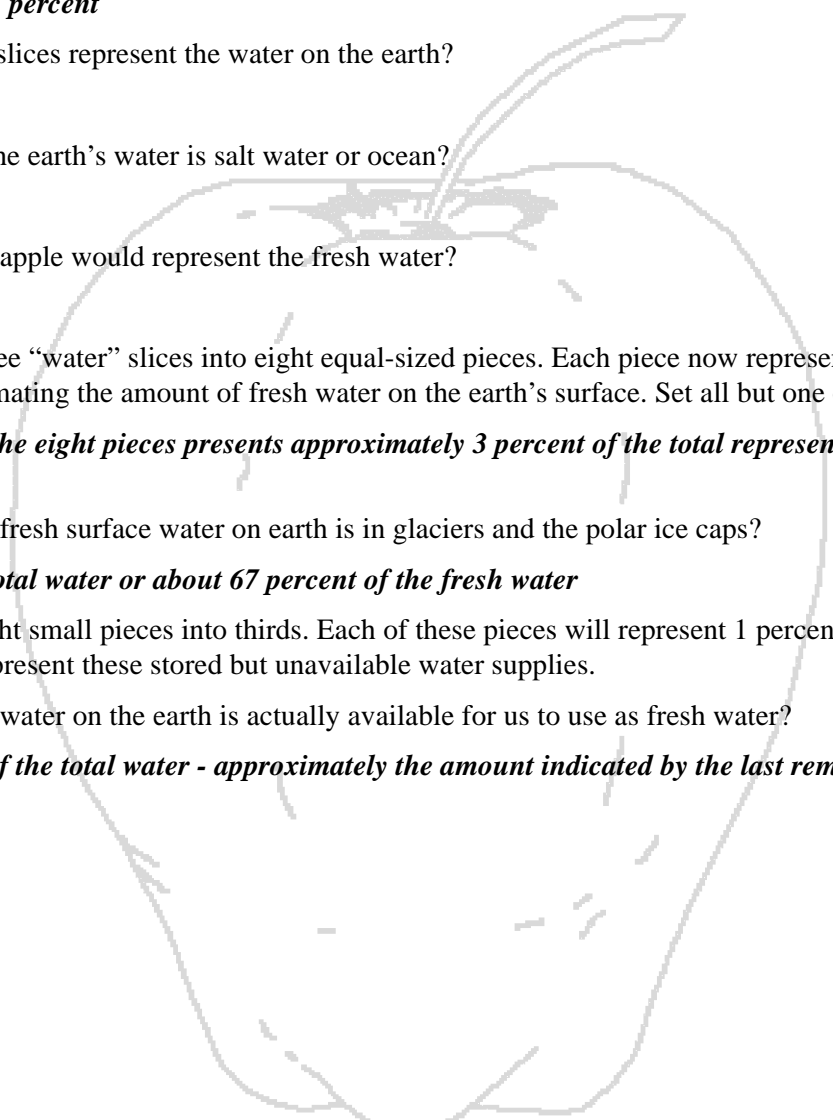 percent
slices represent the water on the earth?
he earth’s water is salt water or ocean?
apple would represent the fresh water?
ee “water” slices into eight equal-sized pieces. Each piece now represen
mating the amount of fresh water on the earth’s surface. Set all but one
he eight pieces presents approximately 3 percent of the total represen
fresh surface water on earth is in glaciers and the polar ice caps?
otal water or about 67 percent of the fresh water
ht small pieces into thirds. Each of these pieces will represent 1 percen
present these stored but unavailable water supplies.
water on the earth is actually available for us to use as fresh water?
f the total water - approximately the amount indicated by the last rem